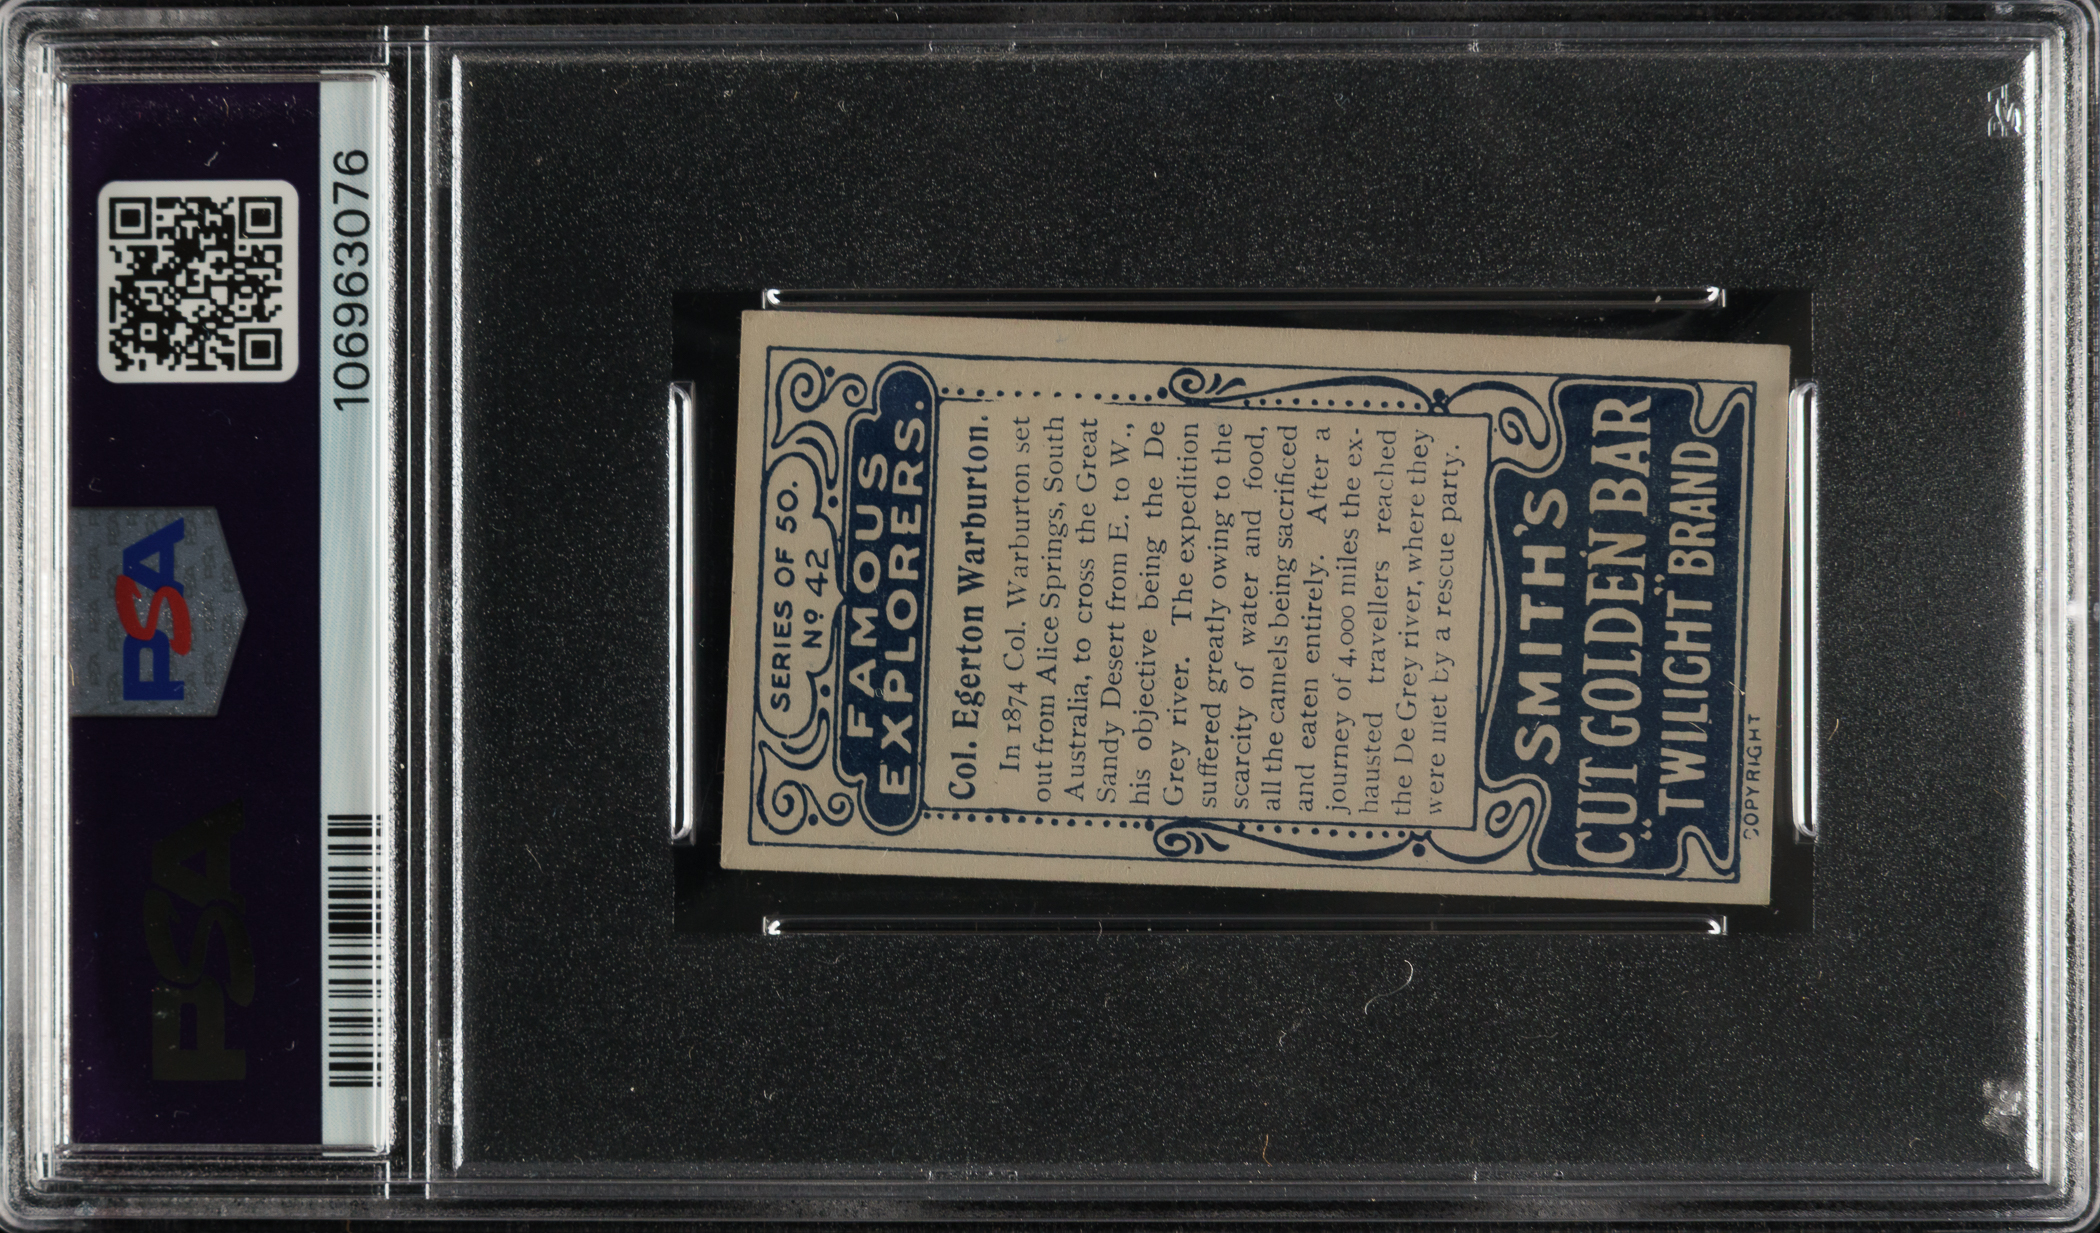 106963076
PSA
PSA
SERIES OF 50.
Nº 42
FAMOUS
EXPLORERS.
Col. Egerton Warburton.
In 1874 Col. Warburton set
out from Alice Springs, South
Australia, to cross the Great
Sandy Desert from E. to W.,
his objective being the De
Grey river. The expedition
suffered greatly owing to the
scarcity of water and food,
all the camels being sacrificed
and eaten entirely. After a
journey of 4,000 miles the ex-
hausted travellers reached
the De Grey river, where they
were met by a rescue party.
SMITH'S
CUT GOLDEN BAR
"TWILIGHT" BRAND
COPYRIGHT